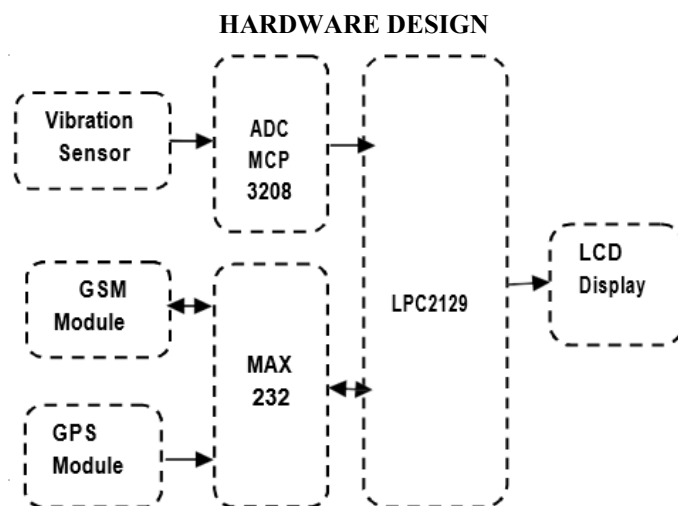 HARDWARE DESIGN
Vibration
Sensor
ADC
MCP
3208
GSM
Module
MAX
232
GPS
Module
LPC2129
LCD
Display